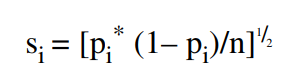 sᵢ = [pᵢ* (1– pᵢ)/n]^½